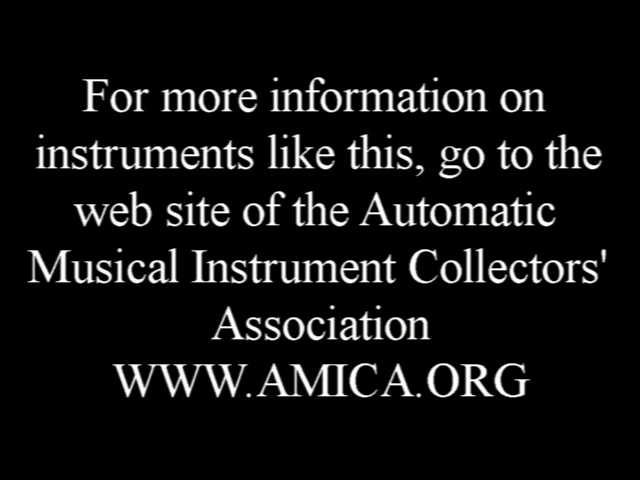 For more information on
instruments like this, go to the
web site of the Automatic
Musical Instrument Collectors'
Association
WWW.AMICA.ORG